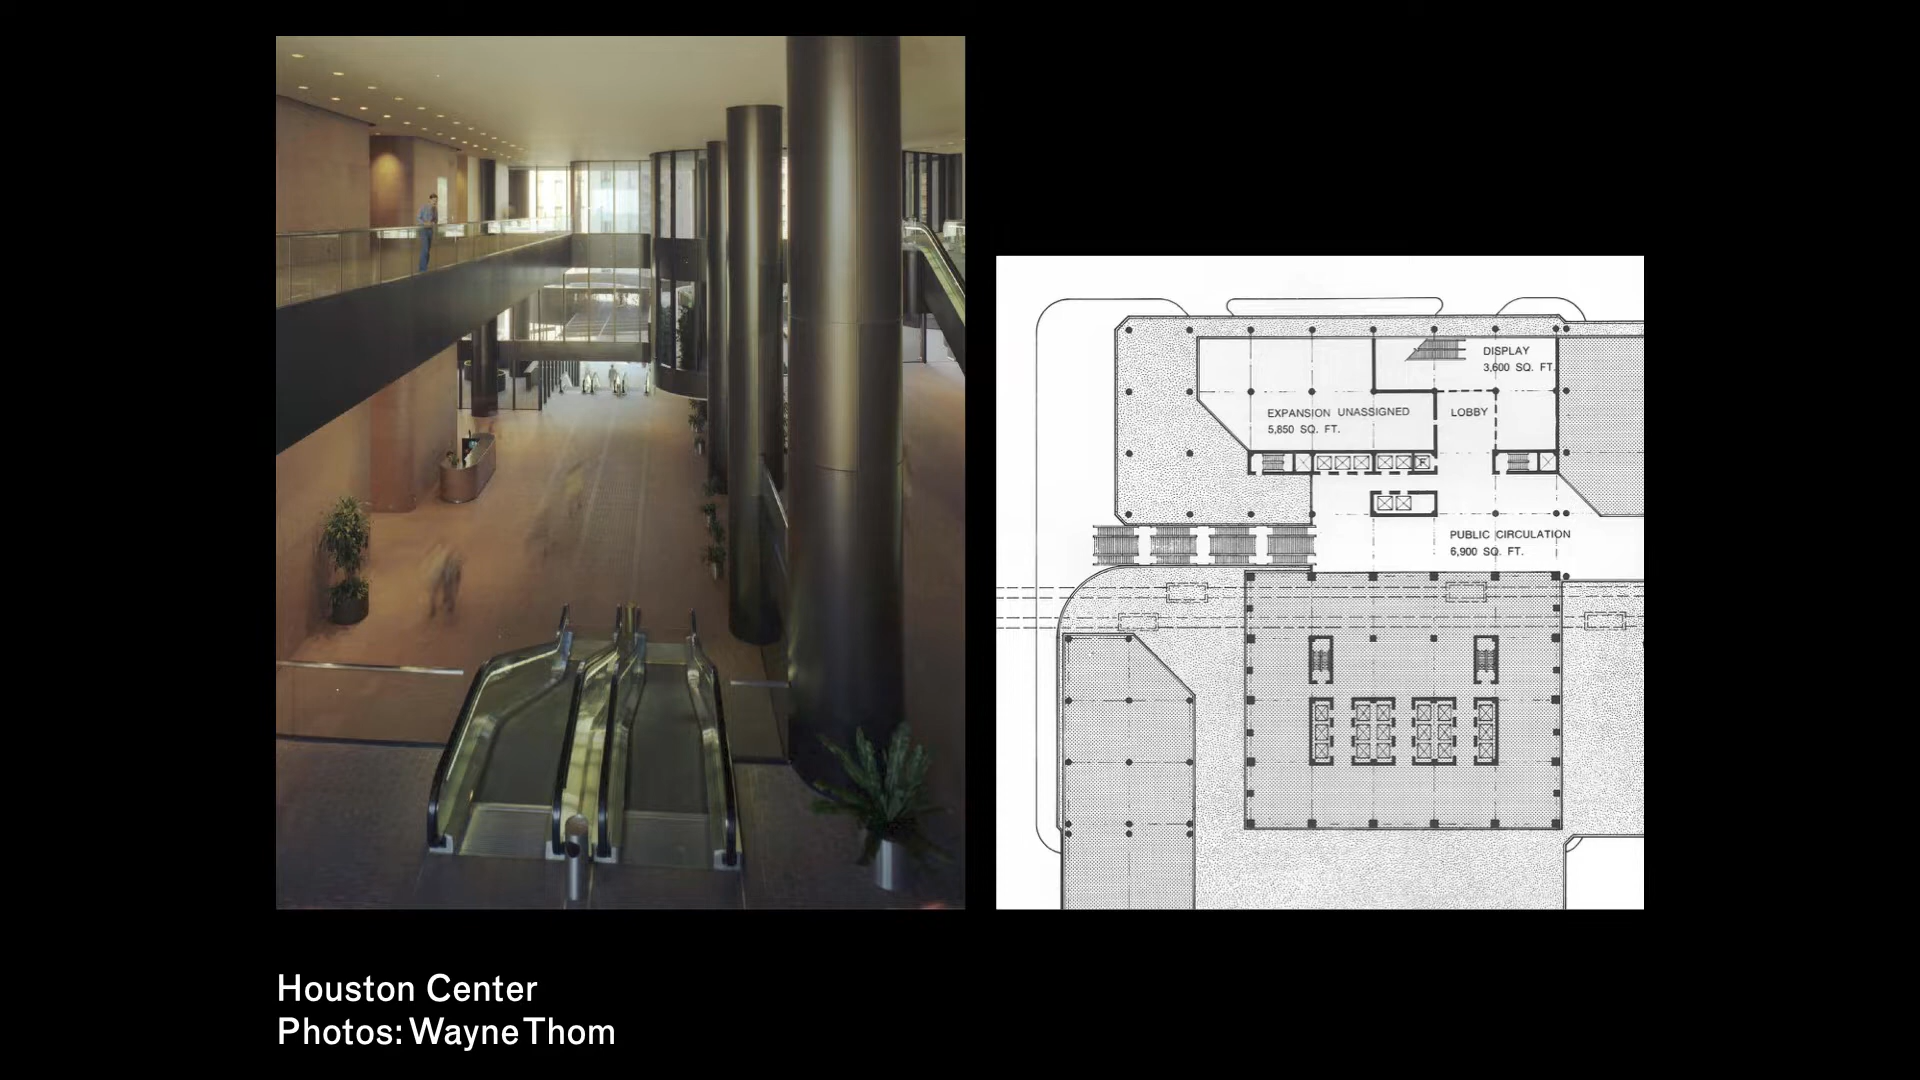 DISPLAY
3,600 SQ. FT.
EXPANSION UNASSIGNED
5,850 SQ. FT.
LOBBY
F
PUBLIC CIRCULATION
6,900 SQ. FT.
Houston Center
Photos: Wayne Thom